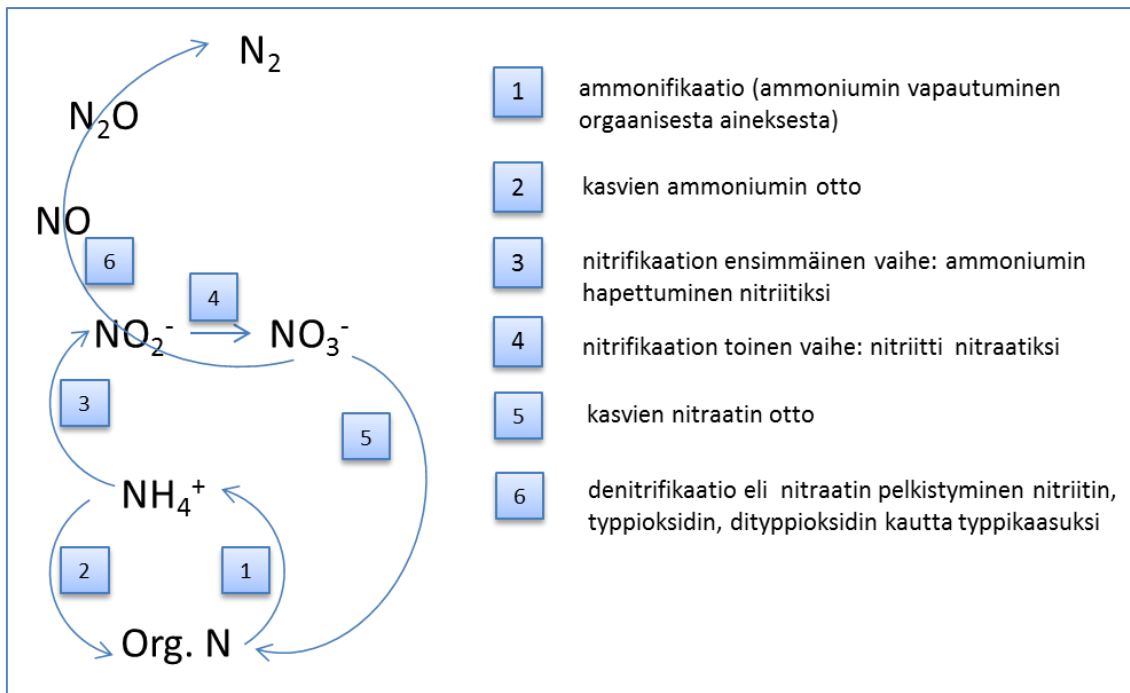 N₂
N₂O
NO
6
4
NO₂⁻
NO₃⁻
3
5
NH₄⁺
2
1
Org. N
1
ammonifikaatio (ammoniumin vapautuminen
orgaanisesta aineksesta)
2
kasvien ammoniumin otto
3
nitrifikaation ensimmäinen vaihe: ammoniumin
hapettuminen nitriitiksi
4
nitrifikaation toinen vaihe: nitriitti nitraatiksi
5
kasvien nitraatin otto
6
denitrifikaatio eli nitraatin pelkistyminen nitriitin,
typpioksidin, dityppioksidin kautta typpikaasuksi